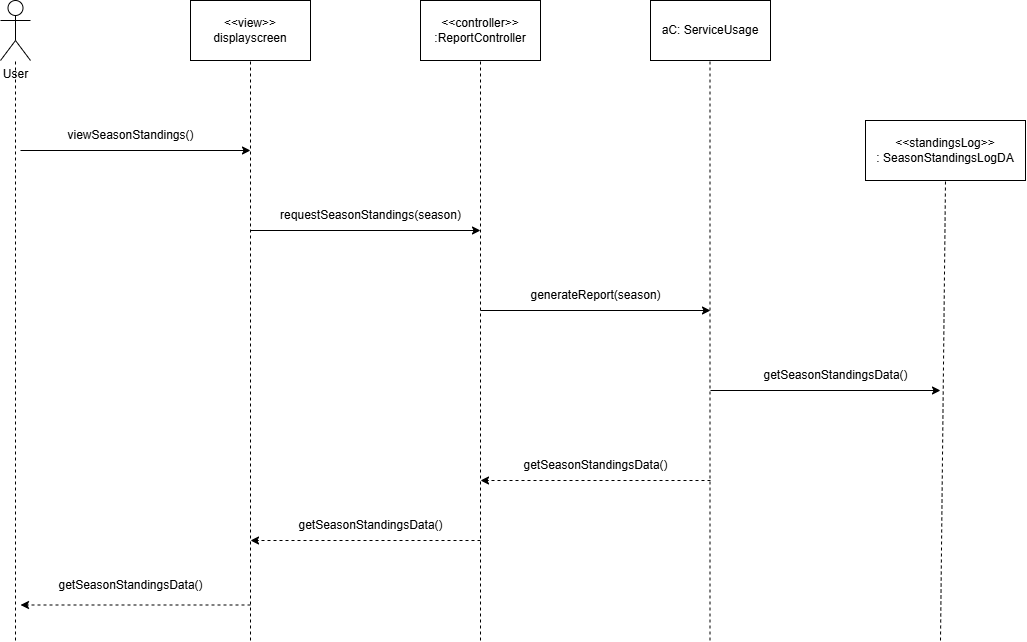 <<view>>
displayscreen
<<controller>>
:ReportController
aC: ServiceUsage
User
<<standingsLog>>
: SeasonStandingsLogDA
viewSeasonStandings()
requestSeasonStandings(season)
generateReport(season)
getSeasonStandingsData()
getSeasonStandingsData()
getSeasonStandingsData()
getSeasonStandingsData()